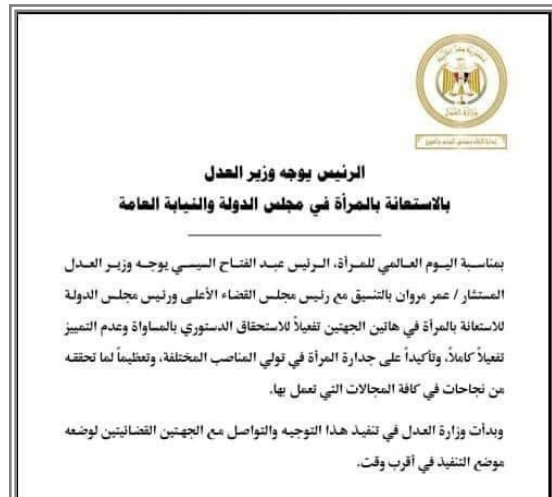 الرئيس يوجه وزير العدل
بالاستعانة بالمرأة في مجلس الدولة والنيابة العامة
بمناسبة اليوم العالمي للمرأة، الرئيس عبد الفتاح السيسي يوجه وزير العدل
المستشار / عمر مروان بالتنسيق مع رئيس مجلس القضاء الأعلى ورئيس مجلس الدولة
للاستعانة بالمرأة في هاتين الجهتين تفعيلاً للاستحقاق الدستوري بالمساواة وعدم التمييز
تفعيلاً كاملاً، وتأكيداً على جدارة المرأة في تولي المناصب المختلفة، وتعظيماً لما تحققه
من نجاحات في كافة المجالات التي تعمل بها.
وبدأت وزارة العدل في تنفيذ هذا التوجيه والتواصل مع الجهتين القضائيتين لوضعه
موضع التنفيذ في أقرب وقت.